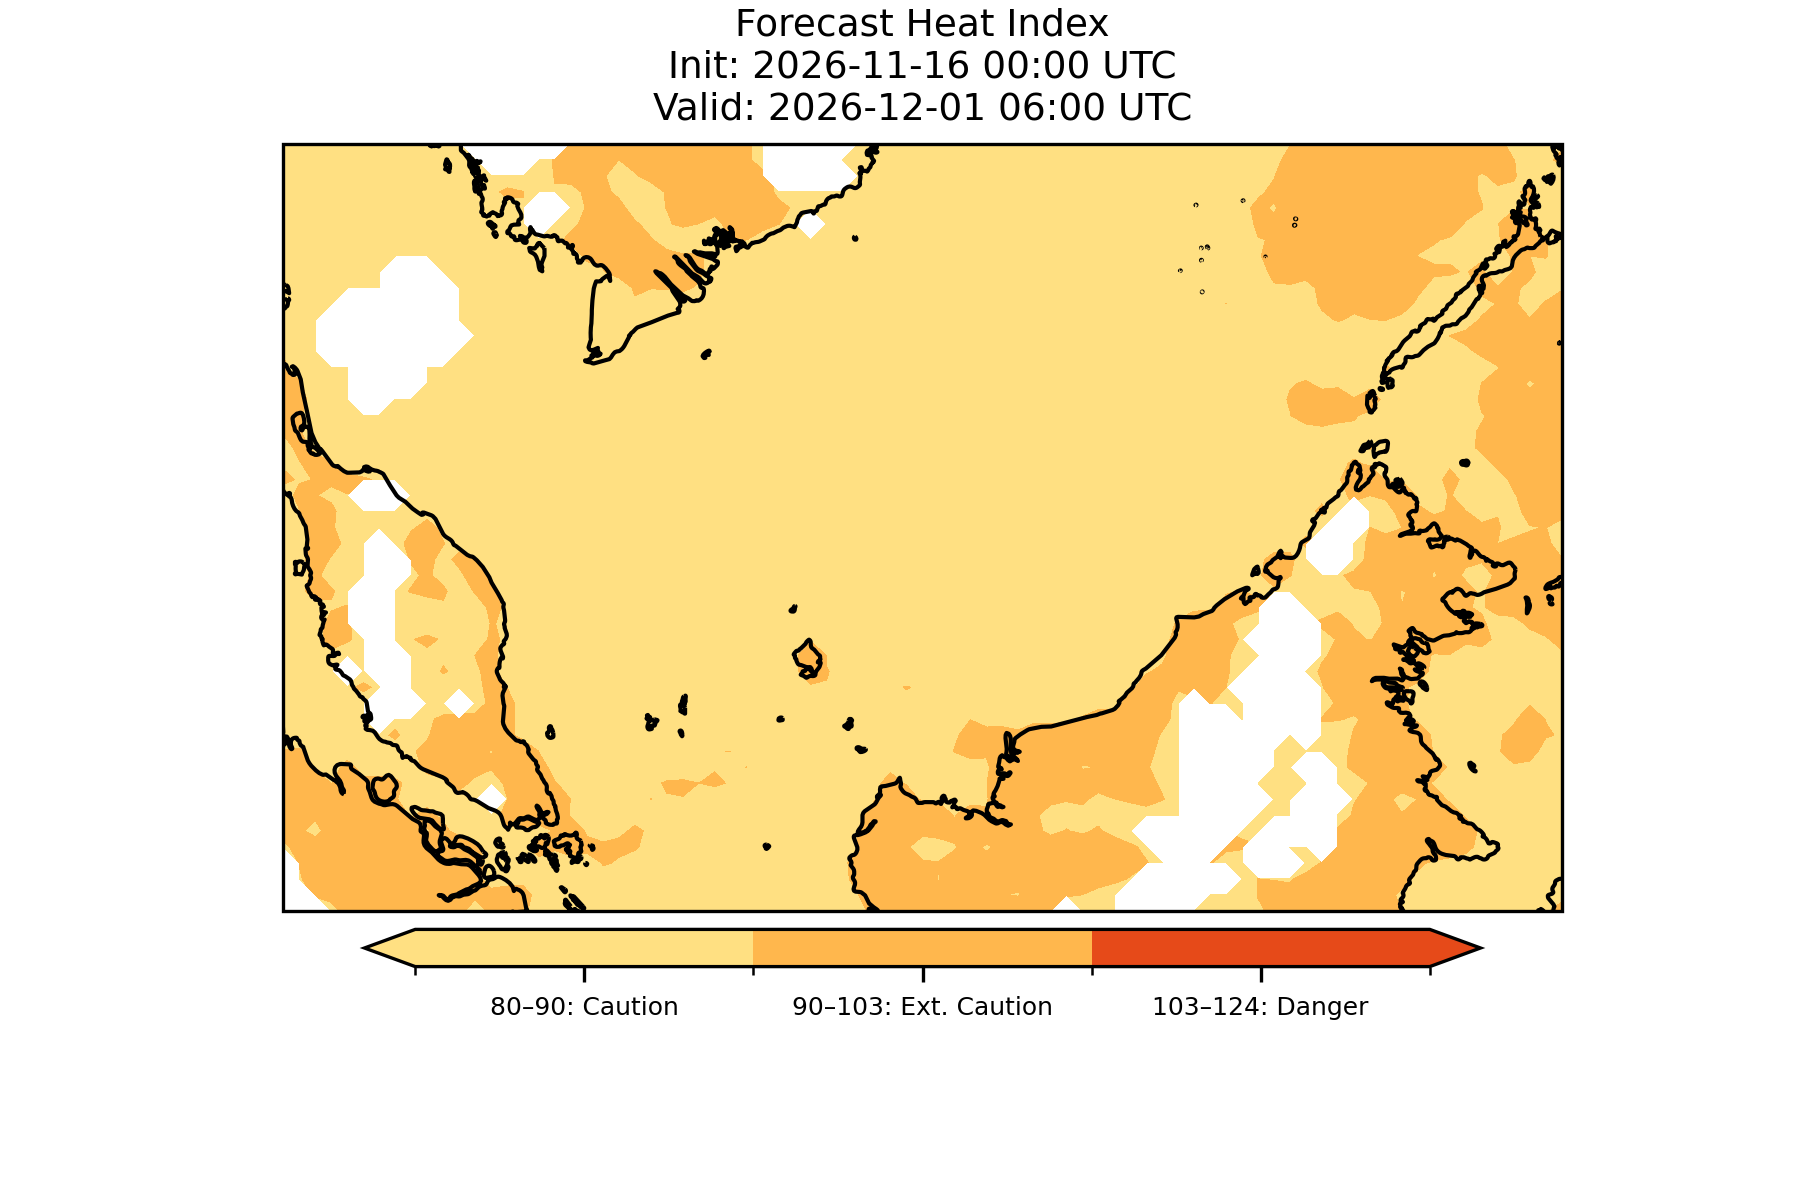 Forecast Heat Index
Init: 2026-11-16 00:00 UTC
Valid: 2026-12-01 06:00 UTC
80–90: Caution
90–103: Ext. Caution
103–124: Danger